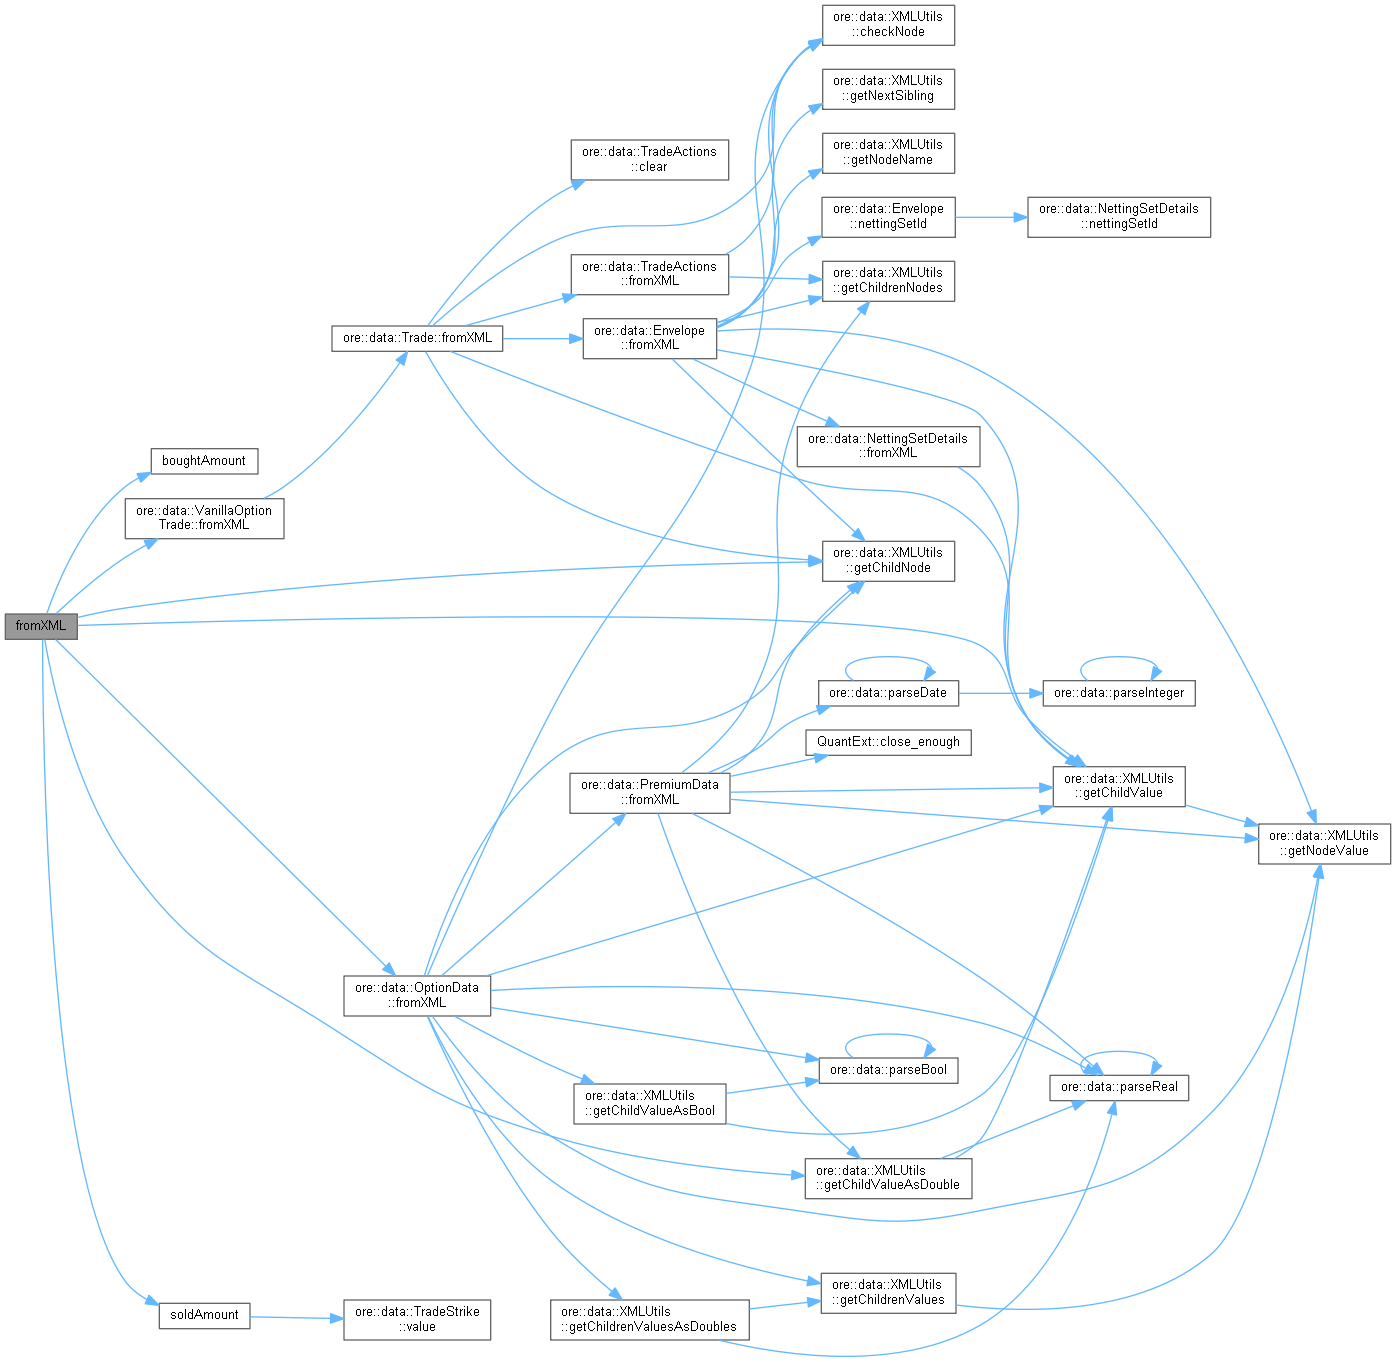 ore::data::XMLUtils
::checkNode
ore::data::XMLUtils
::getNextSibling
ore::data::XMLUtils
::getNodeName
ore::data::TradeActions
::clear
ore::data::Envelope
::nettingSetId
ore::data::NettingSetDetails
::nettingSetId
ore::data::TradeActions
::fromXML
ore::data::XMLUtils
::getChildrenNodes
ore::data::Trade::fromXML
ore::data::Envelope
::fromXML
ore::data::NettingSetDetails
::fromXML
boughtAmount
ore::data::VanillaOption
Trade::fromXML
ore::data::XMLUtils
::getChildNode
fromXML
ore::data::parseDate
ore::data::parseInteger
QuantExt::close_enough
ore::data::PremiumData
::fromXML
ore::data::XMLUtils
::getChildValue
ore::data::XMLUtils
::getNodeValue
ore::data::OptionData
::fromXML
ore::data::parseBool
ore::data::parseReal
ore::data::XMLUtils
::getChildValueAsBool
ore::data::XMLUtils
::getChildValueAsDouble
ore::data::XMLUtils
::getChildrenValues
soldAmount
ore::data::TradeStrike
::value
ore::data::XMLUtils
::getChildrenValuesAsDoubles